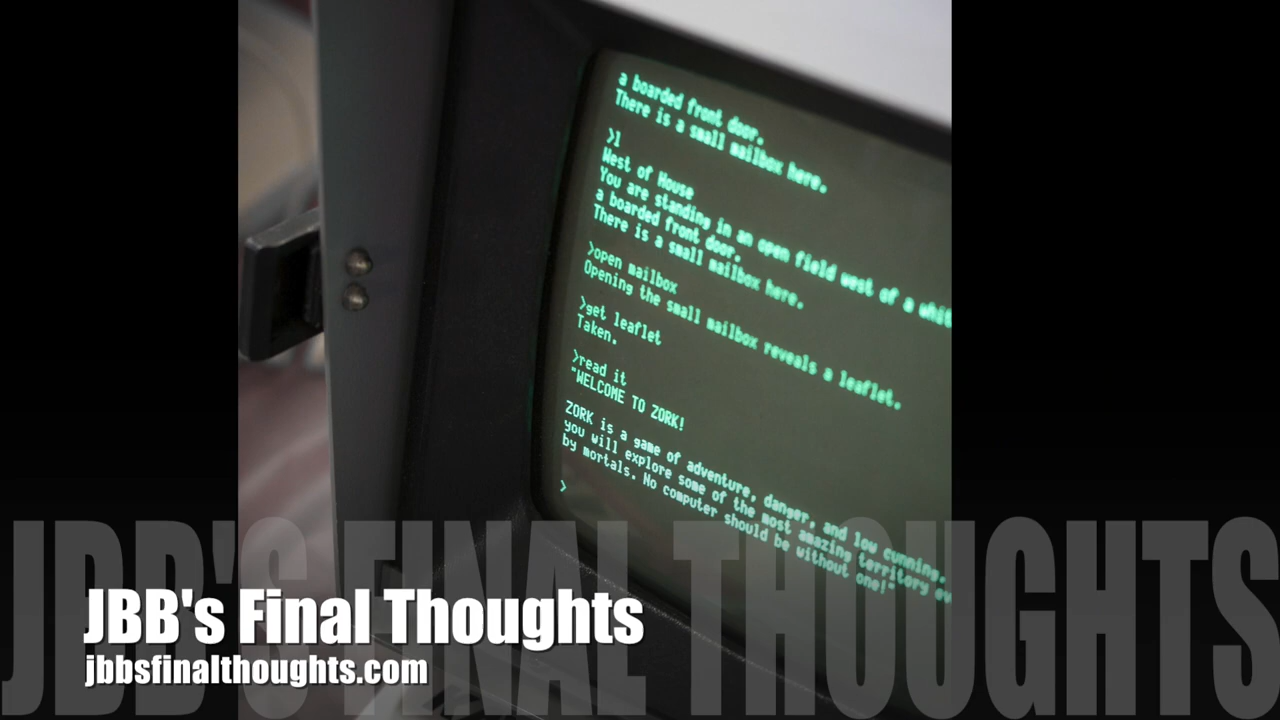 a boarded front door.
There is a small mailbox here.
>l
West of House
You are standing in an open field west of a whit
a boarded front door.
There is a small mailbox here.
>open mailbox
Opening the small mailbox reveals a leaflet.
>get leaflet
Taken.
>read it
"WELCOME TO ZORK!
ZORK is a game of adventure, danger, and low cunning.
you will explore some of the most amazing territory ev
by mortals. No computer should be without one!"
>
JBB'S FINAL THOUGHTS
JBB's Final Thoughts
jbbsfinalthoughts.com